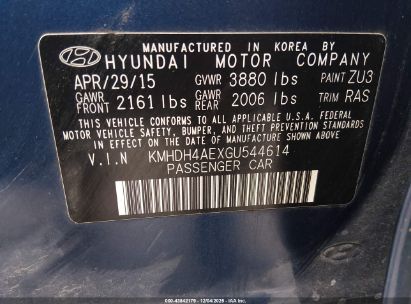 MANUFACTURED IN KOREA BY
HYUNDAI MOTOR COMPANY
APR/29/15 GVWR 3880 lbs PAINT ZU3
GAWR FRONT 2161 lbs GAWR REAR 2006 lbs TRIM RAS
THIS VEHICLE CONFORMS TO ALL APPLICABLE U.S.A. FEDERAL
MOTOR VEHICLE SAFETY, BUMPER, AND THEFT PREVENTION STANDARDS
IN EFFECT ON THE DATE OF MANUFACTURE SHOWN ABOVE.
V.I.N KMHDH4AEXGU544614
PASSENGER CAR